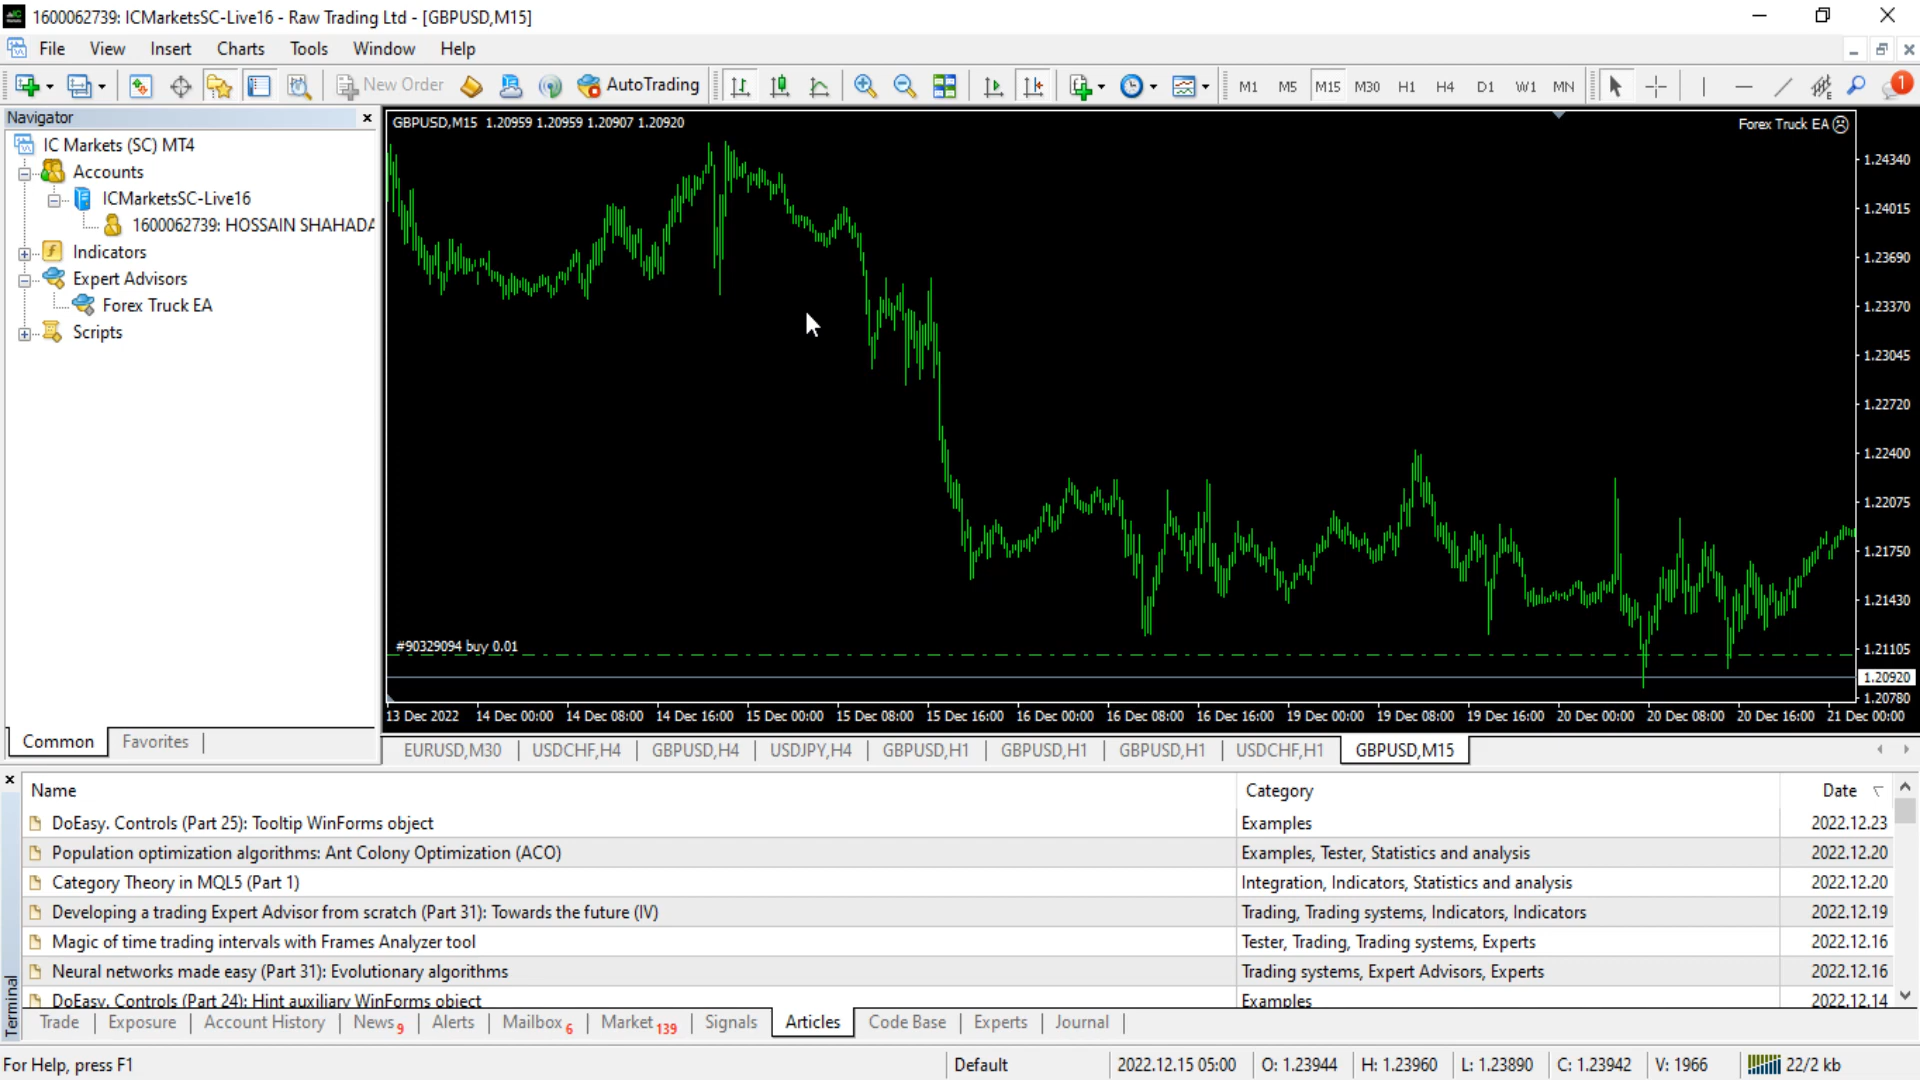 1600062739: ICMarketsSC-Live16 - Raw Trading Ltd - [GBPUSD,M15]
File View Insert Charts Tools Window Help
New Order AutoTrading M1 M5 M15 M30 H1 H4 D1 W1 MN E 1
Navigator
IC Markets (SC) MT4
Accounts
ICMarketsSC-Live16
1600062739: HOSSAIN SHAHADA
Indicators
Expert Advisors
Forex Truck EA
Scripts
Common Favorites
GBPUSD,M15 1.20959 1.20959 1.20907 1.20920
Forex Truck EA
1.24340
1.24015
1.23690
1.23370
1.23045
1.22720
1.22400
1.22075
1.21750
1.21430
1.21105
1.20920
1.20780
#90329094 buy 0.01
13 Dec 2022 14 Dec 00:00 14 Dec 08:00 14 Dec 16:00 15 Dec 00:00 15 Dec 08:00 15 Dec 16:00 16 Dec 00:00 16 Dec 08:00 16 Dec 16:00 19 Dec 00:00 19 Dec 08:00 19 Dec 16:00 20 Dec 00:00 20 Dec 08:00 20 Dec 16:00 21 Dec 00:00
EURUSD,M30 USDCHF,H4 GBPUSD,H4 USDJPY,H4 GBPUSD,H1 GBPUSD,H1 GBPUSD,H1 USDCHF,H1 GBPUSD,M15
Name Category Date
DoEasy. Controls (Part 25): Tooltip WinForms object Examples 2022.12.23
Population optimization algorithms: Ant Colony Optimization (ACO) Examples, Tester, Statistics and analysis 2022.12.20
Category Theory in MQL5 (Part 1) Integration, Indicators, Statistics and analysis 2022.12.20
Developing a trading Expert Advisor from scratch (Part 31): Towards the future (IV) Trading, Trading systems, Indicators, Indicators 2022.12.19
Magic of time trading intervals with Frames Analyzer tool Tester, Trading, Trading systems, Experts 2022.12.16
Neural networks made easy (Part 31): Evolutionary algorithms Trading systems, Expert Advisors, Experts 2022.12.16
DoEasy. Controls (Part 24): Hint auxiliary WinForms object Examples 2022.12.14
Terminal
Trade Exposure Account History News 9 Alerts Mailbox 6 Market 139 Signals Articles Code Base Experts Journal
For Help, press F1 Default 2022.12.15 05:00 O: 1.23944 H: 1.23960 L: 1.23890 C: 1.23942 V: 1966 22/2 kb